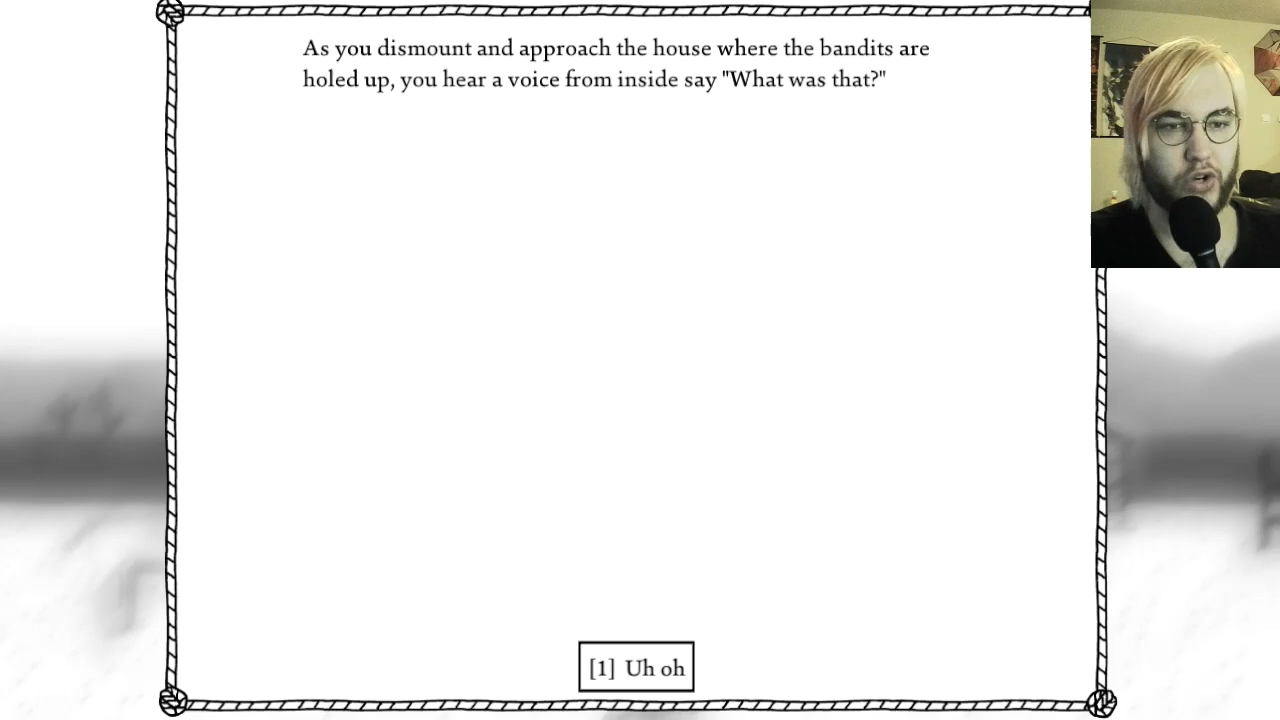 As you dismount and approach the house where the bandits are
holed up, you hear a voice from inside say "What was that?"
[1] Uh oh